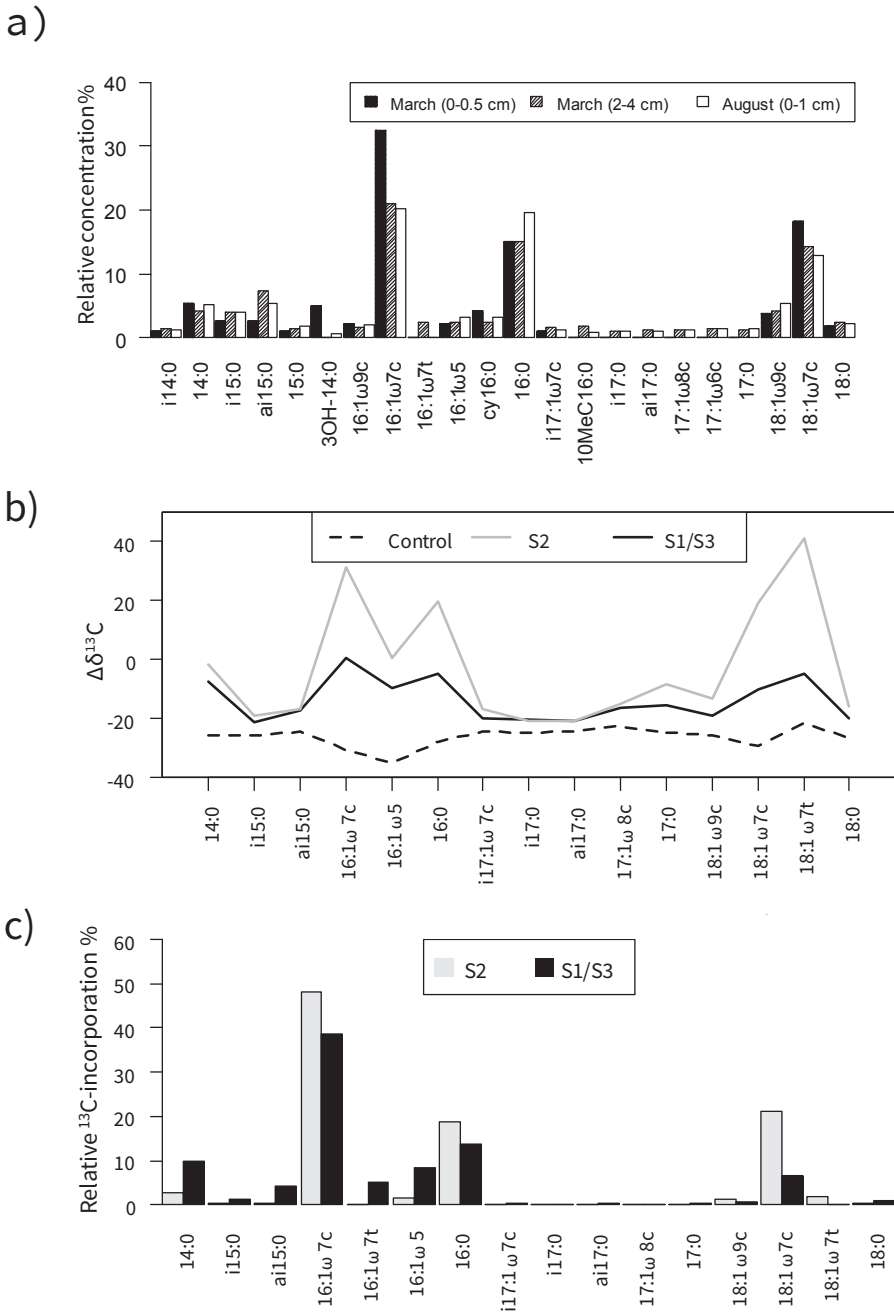 a)
Relative concentration %
40
30
20
10
0
March (0-0.5 cm) March (2-4 cm) August (0-1 cm)
i14:0
14:0
i15:0
ai15:0
15:0
3OH-14:0
16:1ω9c
16:1ω7c
16:1ω7t
16:1ω5
cy16:0
16:0
i17:1ω7c
10MeC16:0
i17:0
ai17:0
17:1ω8c
17:1ω6c
17:0
18:1ω9c
18:1ω7c
18:0
b)
Δδ¹³C
40
20
0
-20
-40
Control S2 S1/S3
14:0
i15:0
ai15:0
16:1ω 7c
16:1 ω 5
16:0
i17:1ω 7c
i17:0
ai17:0
17:1ω 8c
17:0
18:1 ω9c
18:1 ω 7c
18:1 ω 7t
18:0
c)
Relative ¹³C-incorporation %
60
50
40
30
20
10
0
S2 S1/S3
14:0
i15:0
ai15:0
16:1ω 7c
16:1ω 7t
16:1ω 5
16:0
i17:1 ω 7c
i17:0
ai17:0
17:1ω 8c
17:0
18:1 ω 9c
18:1 ω 7c
18:1ω 7t
18:0